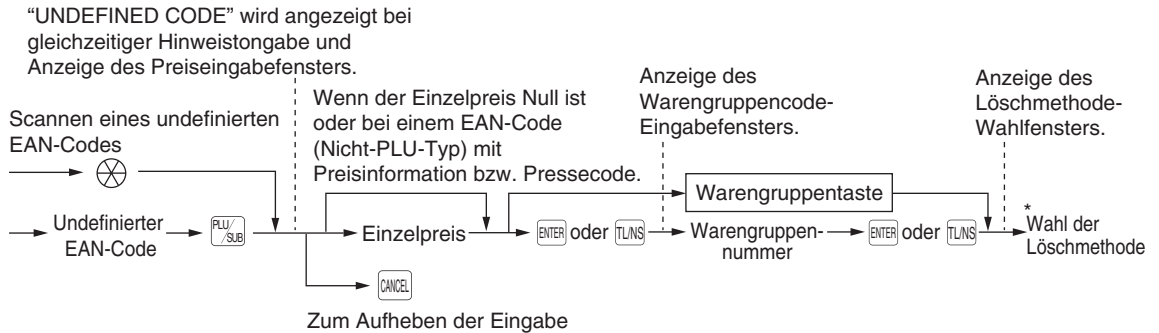 “UNDEFINED CODE” wird angezeigt bei
gleichzeitiger Hinweistongabe und
Anzeige des Preiseingabefensters.
Scannen eines undefinierten
EAN-Codes
Wenn der Einzelpreis Null ist
oder bei einem EAN-Code
(Nicht-PLU-Typ) mit
Preisinformation bzw. Pressecode.
Anzeige des
Warengruppencode-
Eingabefensters.
Anzeige des
Löschmethode-
Wahlfensters.
Warengruppentaste
Undefinierter
EAN-Code
PLU/SUB
Einzelpreis
ENTER oder TL/NS
Warengruppen-
nummer
ENTER oder TL/NS
*Wahl der
Löschmethode
CANCEL
Zum Aufheben der Eingabe